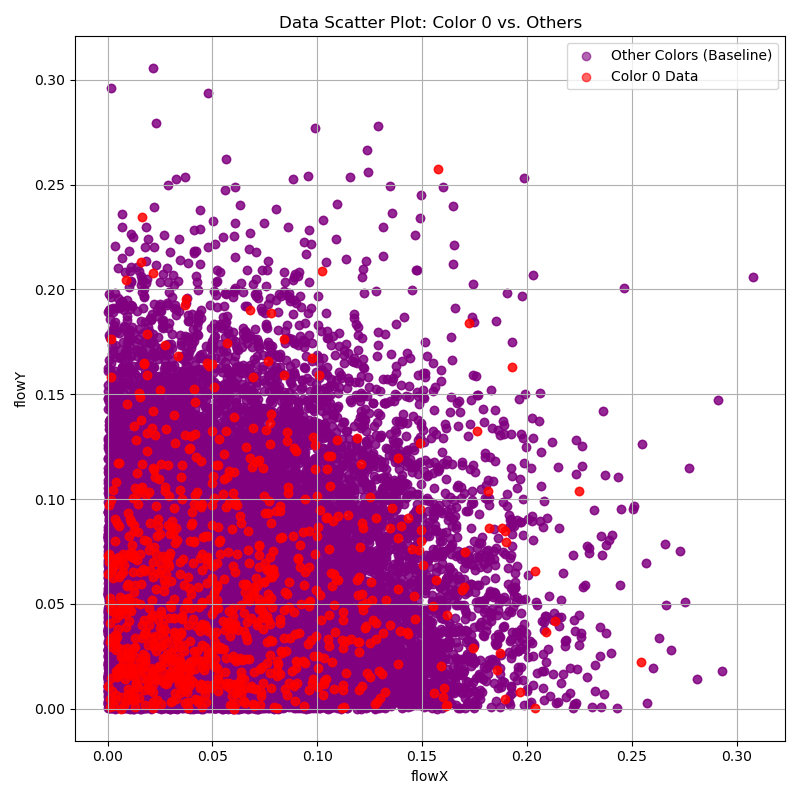 Data Scatter Plot: Color 0 vs. Others
Other Colors (Baseline)
Color 0 Data
flowY
0.30
0.25
0.20
0.15
0.10
0.05
0.00
0.00 0.05 0.10 0.15 0.20 0.25 0.30
flowX